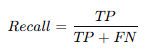 Recall = TP / (TP + FN)